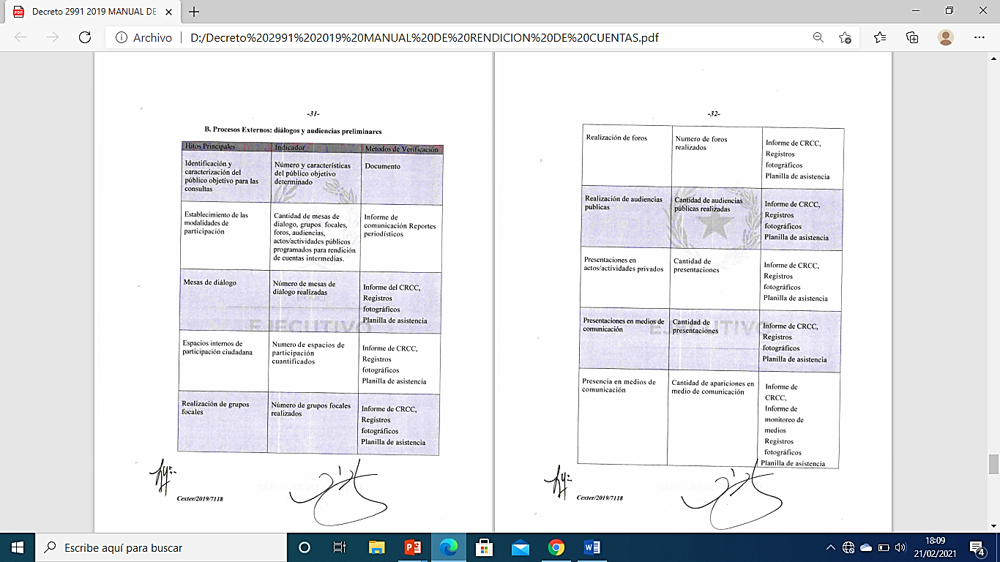 Decreto 2991 2019 MANUAL DE
Archivo
D:/Decreto%202991%202019%20MANUAL%20DE%20RENDICION%20DE%20CUENTAS.pdf
-31-
B. Procesos Externos: diálogos y audiencias preliminares
Hitos Principales
Indicador
Métodos de Verificación
Identificación y
caracterización del
público objetivo para las
consultas
Número y características
del público objetivo
determinado
Documento
Establecimiento de las
modalidades de
participación
Cantidad de mesas de
dialogo, grupos focales,
foros, audiencias,
actos/actividades públicos
programados para rendición
de cuentas intermedias.
Informe de
comunicación Reportes
periodísticos
Mesas de diálogo
Número de mesas de
diálogo realizadas
Informe del CRCC,
Registros
fotográficos
Planilla de asistencia
Espacios internos de
participación ciudadana
Numero de espacios de
participación
cuantificados
Informe de CRCC,
Registros
fotográficos
Planilla de asistencia
Realización de grupos
focales
Número de grupos focales
realizados
Informe de CRCC,
Registros
fotográficos
Planilla de asistencia
EJECUTIVO
Cexter/2019/7118
-32-
Realización de foros
Numero de foros
realizados
Informe de CRCC,
Registros
fotográficos
Planilla de asistencia
Realización de audiencias
publicas
Cantidad de audiencias
públicas realizadas
Informe de CRCC,
Registros
fotográficos
Planilla de asistencia
Presentaciones en
actos/actividades privados
Cantidad de
presentaciones
Informe de CRCC,
Registros
fotográficos
Planilla de asistencia
Presentaciones en medios de
comunicación
Cantidad de
presentaciones
Informe de CRCC,
Registros
fotográficos
Planilla de asistencia
Presencia en medios de
comunicación
Cantidad de apariciones en
medio de comunicación
Informe de
CRCC,
Informe de
monitoreo de
medios
Registros
fotográficos
Planilla de asistencia
EJECUTIVO
Cexter/2019/7118
Escribe aquí para buscar
18:09
21/02/2021
4